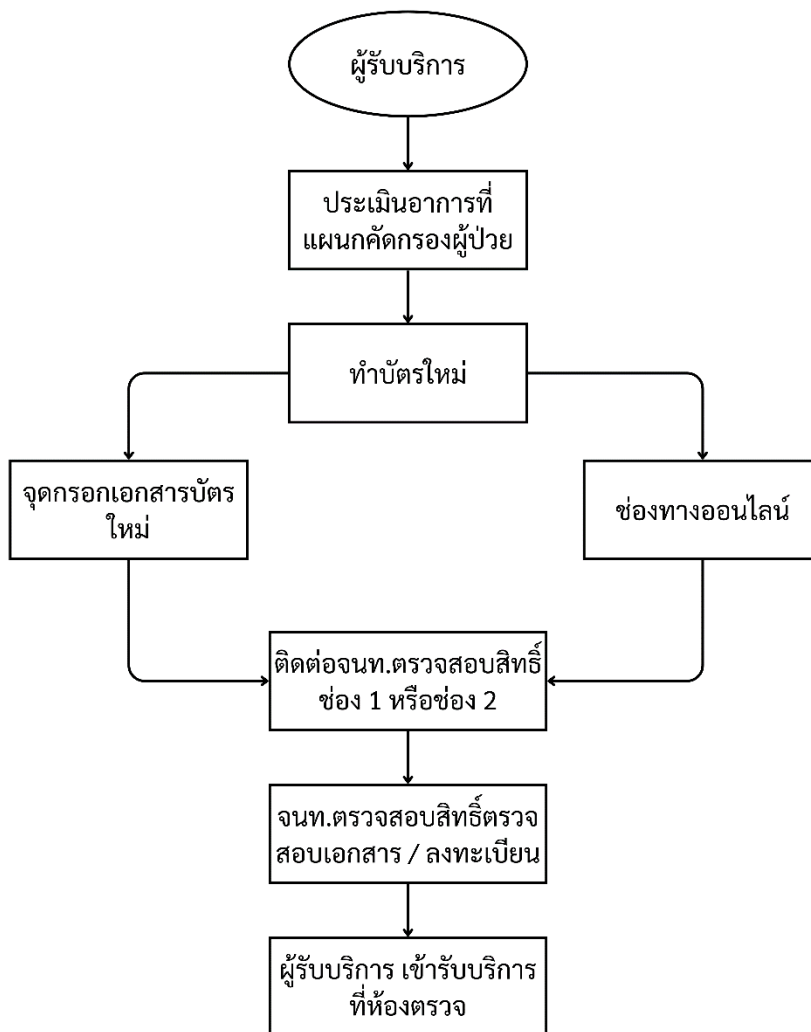 ผู้รับบริการ
ประเมินอาการที่
แผนกคัดกรองผู้ป่วย
ทำบัตรใหม่
จุดกรอกเอกสารบัตร
ใหม่
ช่องทางออนไลน์
ติดต่อจนท.ตรวจสอบสิทธิ์
ช่อง 1 หรือช่อง 2
จนท.ตรวจสอบสิทธิ์ตรวจ
สอบเอกสาร / ลงทะเบียน
ผู้รับบริการ เข้ารับบริการ
ที่ห้องตรวจ